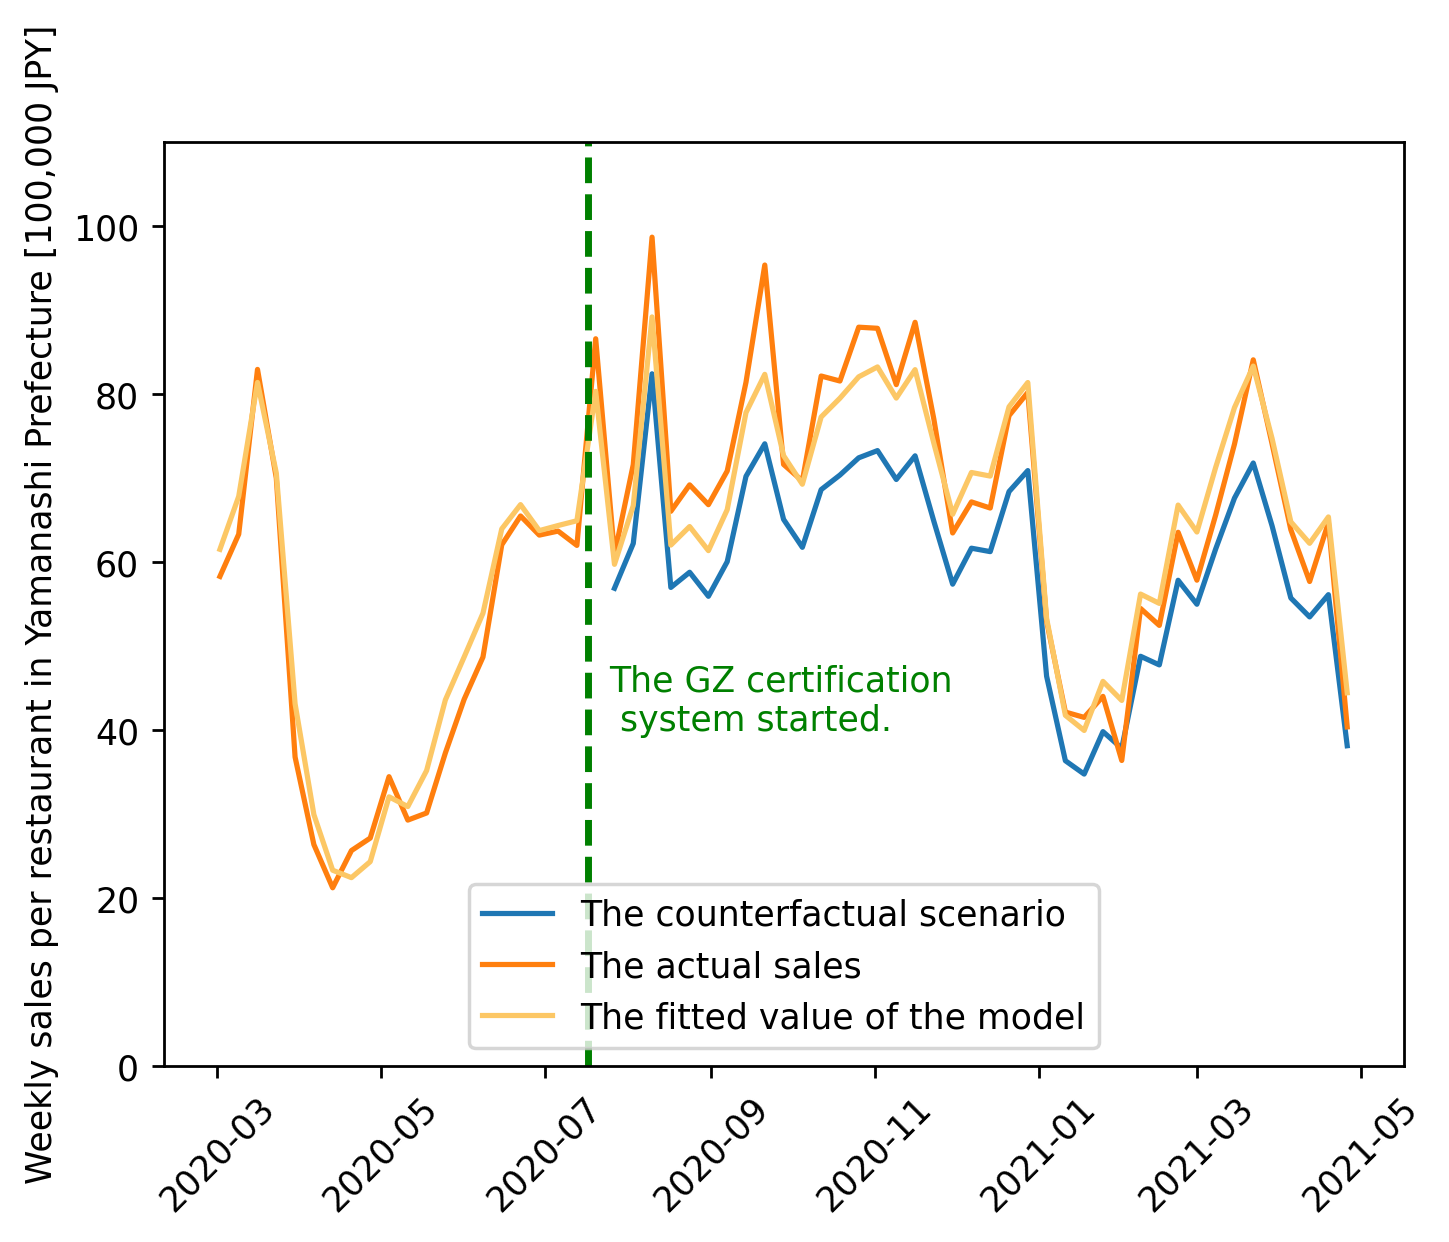 Weekly sales per restaurant in Yamanashi Prefecture [100,000 JPY]
100
80
60
40
20
0
The GZ certification
system started.
The counterfactual scenario
The actual sales
The fitted value of the model
2020-03
2020-05
2020-07
2020-09
2020-11
2021-01
2021-03
2021-05